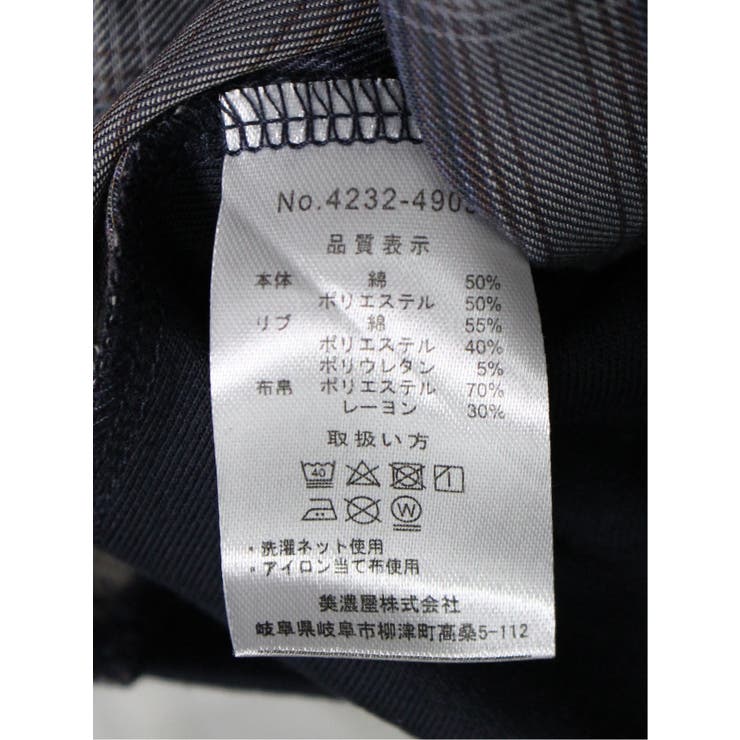 No.4232-490
品質表示
本体 綿 50%
ポリエステル 50%
リブ 綿 55%
ポリエステル 40%
ポリウレタン 5%
布帛 ポリエステル 70%
レーヨン 30%
取扱い方
40
W
・洗濯ネット使用
・アイロン当て布使用
美濃屋株式会社
岐阜県岐阜市柳津町高桑5-112